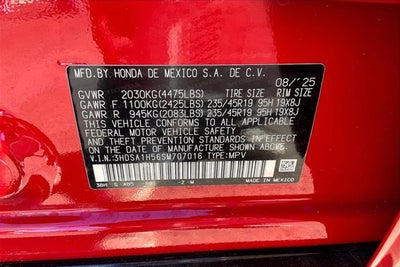 MFD. BY HONDA DE MEXICO S.A. DE C.V.
08/'25
GVWR 2030KG(4475LBS) TIRE SIZE RIM SIZE
GAWR F 1100KG(2425LBS) 235/45R19 95H 19X8J
GAWR R 945KG(2083LBS) 235/45R19 95H 19X8J
THIS VEHICLE CONFORMS TO ALL APPLICABLE
FEDERAL MOTOR VEHICLE SAFETY
AND THEFT PREVENTION STANDARDS IN EFFECT
ON THE DATE OF MANUFACTURE SHOWN ABOVE.
V.I.N.:3HDSA1H56SM707016 TYPE:MPV
-Z-W
MADE IN MEXICO